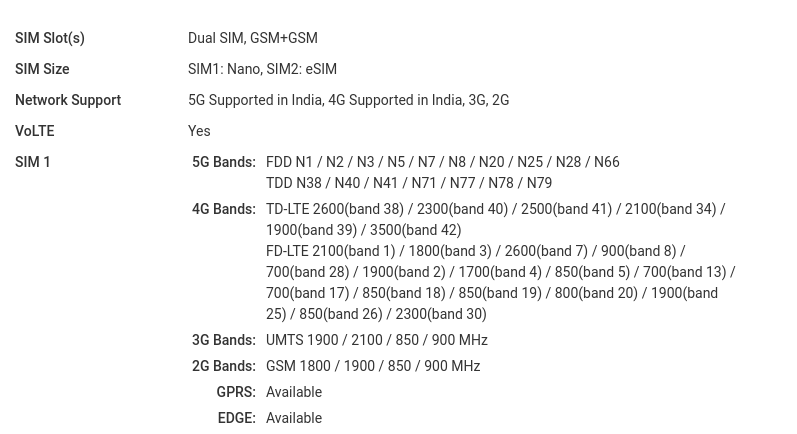 SIM Slot(s) Dual SIM, GSM+GSM
SIM Size SIM1: Nano, SIM2: eSIM
Network Support 5G Supported in India, 4G Supported in India, 3G, 2G
VoLTE Yes
SIM 1 5G Bands: FDD N1 / N2 / N3 / N5 / N7 / N8 / N20 / N25 / N28 / N66
TDD N38 / N40 / N41 / N71 / N77 / N78 / N79
4G Bands: TD-LTE 2600(band 38) / 2300(band 40) / 2500(band 41) / 2100(band 34) /
1900(band 39) / 3500(band 42)
FD-LTE 2100(band 1) / 1800(band 3) / 2600(band 7) / 900(band 8) /
700(band 28) / 1900(band 2) / 1700(band 4) / 850(band 5) / 700(band 13) /
700(band 17) / 850(band 18) / 850(band 19) / 800(band 20) / 1900(band
25) / 850(band 26) / 2300(band 30)
3G Bands: UMTS 1900 / 2100 / 850 / 900 MHz
2G Bands: GSM 1800 / 1900 / 850 / 900 MHz
GPRS: Available
EDGE: Available